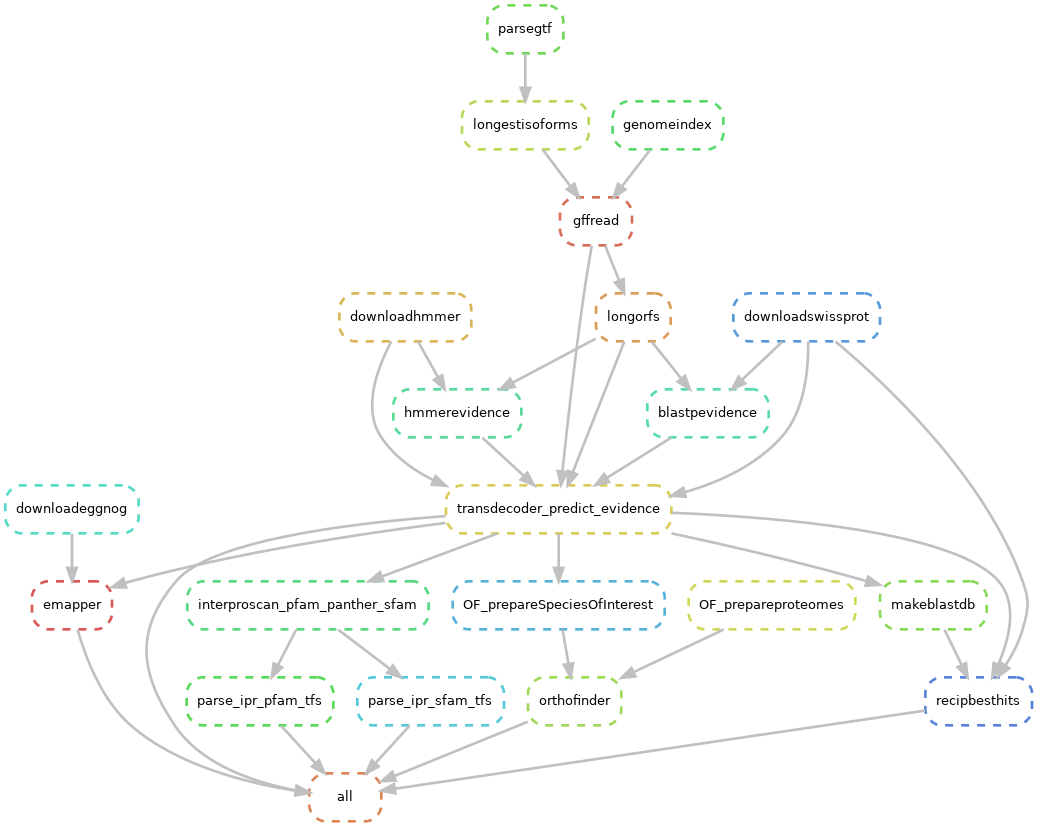 parsegtf
longestisoforms
genomeindex
gffread
downloadhmmer
longorfs
downloadswissprot
hmmerevidence
blastpevidence
downloadeggnog
transdecoder_predict_evidence
emapper
interproscan_pfam_panther_sfam
OF_prepareSpeciesOfInterest
OF_prepareproteomes
makeblastdb
parse_ipr_pfam_tfs
parse_ipr_sfam_tfs
orthofinder
recipbesthits
all